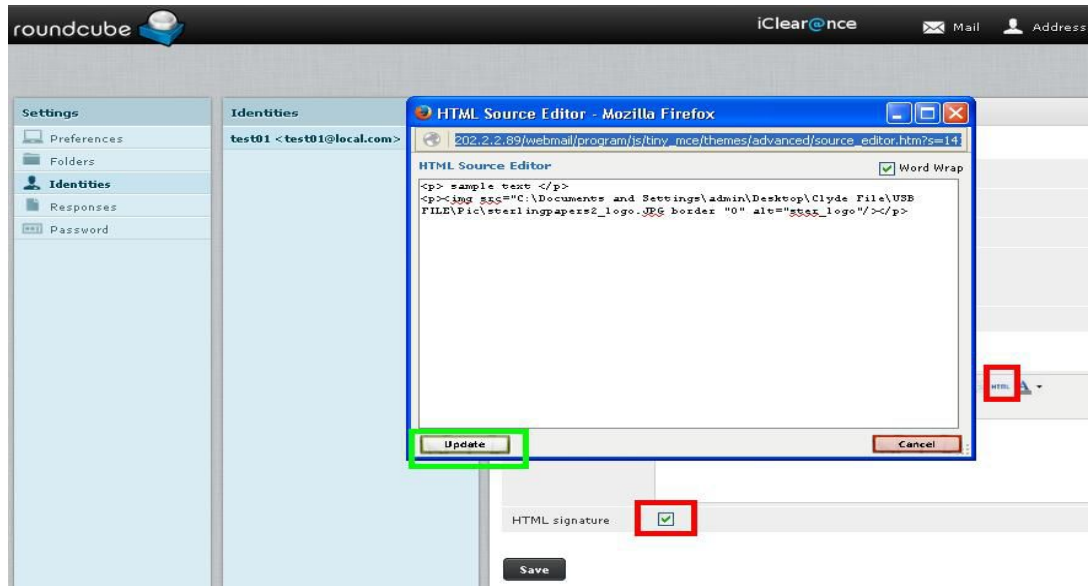 roundcube
iClear@nce
Mail
Address
Settings
Preferences
Folders
Identities
Responses
Password
Identities
test01 <test01@local.com>
HTML Source Editor - Mozilla Firefox
202.2.2.89/webmail/program/js/tiny_mce/themes/advanced/source_editor.htm?s=14
HTML Source Editor
Word Wrap
<p> sample text </p>
<p><img src="C:\Documents and Settings\admin\Desktop\Clyde File\USB
FILE\Pic\sterlingpapers2_logo.JPG border "0" alt="ster_logo"/></p>
Update
Cancel
HTML
A
HTML signature
Save